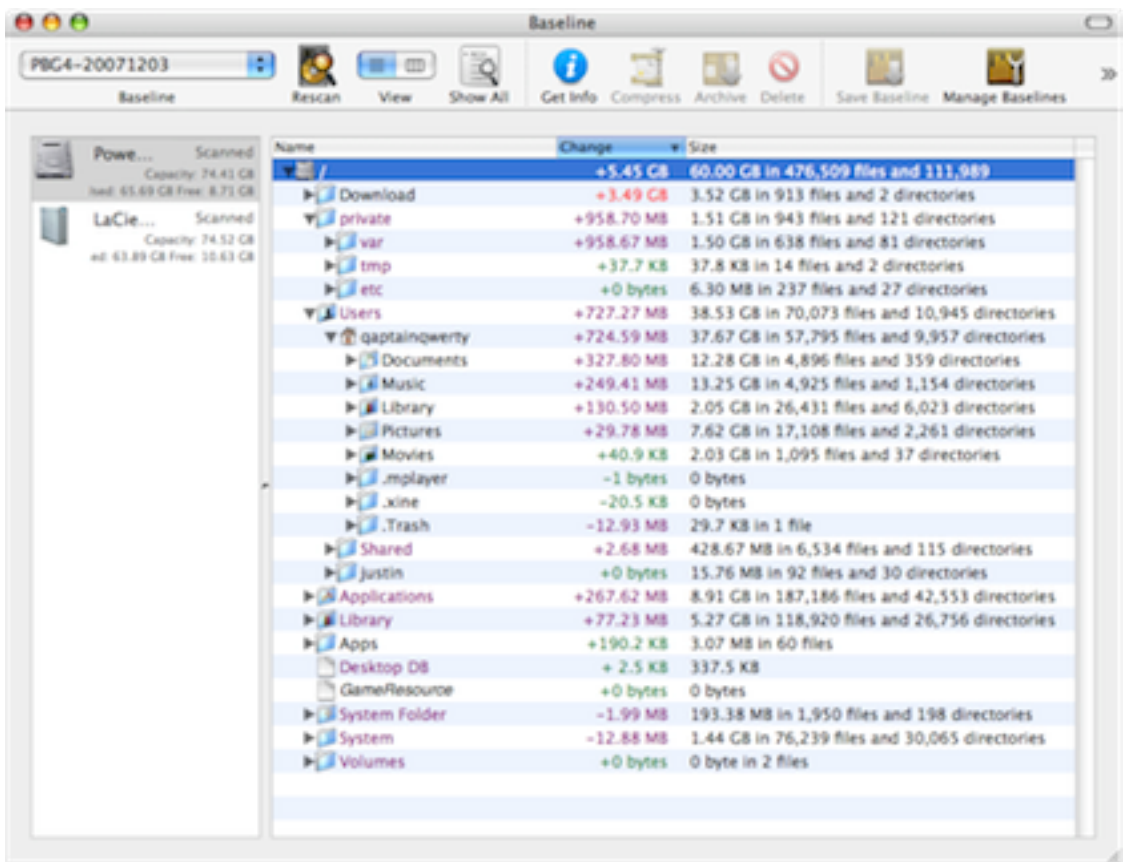 Baseline
PBG4-20071203
Baseline Rescan View Show All Get Info Compress Archive Delete Save Baseline Manage Baselines
Powe... Scanned
Capacity: 74.41 GB
ised: 65.69 GB Free: 8.71 GB
LaCie... Scanned
Capacity: 74.52 GB
ed: 63.89 GB Free: 10.63 GB
Name Change Size
/ +5.45 GB 60.00 GB in 476,509 files and 111,989
Download +3.49 GB 3.52 GB in 913 files and 2 directories
private +958.70 MB 1.51 GB in 943 files and 121 directories
var +958.67 MB 1.50 GB in 638 files and 81 directories
tmp +37.7 KB 37.8 KB in 14 files and 2 directories
etc +0 bytes 6.30 MB in 237 files and 27 directories
Users +727.27 MB 38.53 GB in 70,073 files and 10,945 directories
qaptainqwerty +724.59 MB 37.67 GB in 57,795 files and 9,957 directories
Documents +327.80 MB 12.28 GB in 4,896 files and 359 directories
Music +249.41 MB 13.25 GB in 4,925 files and 1,154 directories
Library +130.50 MB 2.05 GB in 26,431 files and 6,023 directories
Pictures +29.78 MB 7.62 GB in 17,108 files and 2,261 directories
Movies +40.9 KB 2.03 GB in 1,095 files and 37 directories
.mplayer -1 bytes 0 bytes
.xine -20.5 KB 0 bytes
.Trash -12.93 MB 29.7 KB in 1 file
Shared +2.68 MB 428.67 MB in 6,534 files and 115 directories
justin +0 bytes 15.76 MB in 92 files and 30 directories
Applications +267.62 MB 8.91 GB in 187,186 files and 42,553 directories
Library +77.23 MB 5.27 GB in 118,920 files and 26,756 directories
Apps +190.2 KB 3.07 MB in 60 files
Desktop DB + 2.5 KB 337.5 KB
GameResource +0 bytes 0 bytes
System Folder -1.99 MB 193.38 MB in 1,950 files and 198 directories
System -12.88 MB 1.44 GB in 76,239 files and 30,065 directories
Volumes +0 bytes 0 byte in 2 files